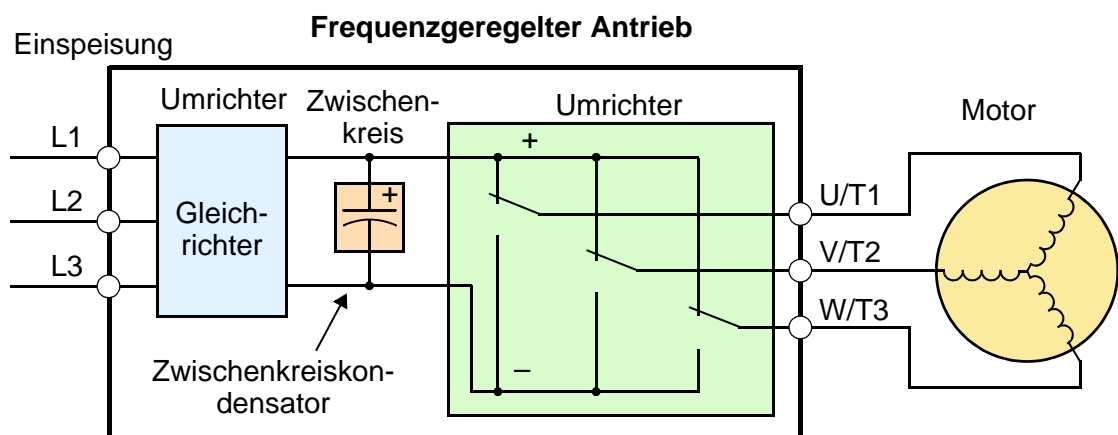 Frequenzgeregelter Antrieb
Einspeisung
Umrichter
Zwischen-
kreis
Umrichter
Motor
L1
L2
L3
Gleich-
richter
+
+
–
U/T1
V/T2
W/T3
Zwischenkreiskon-
densator